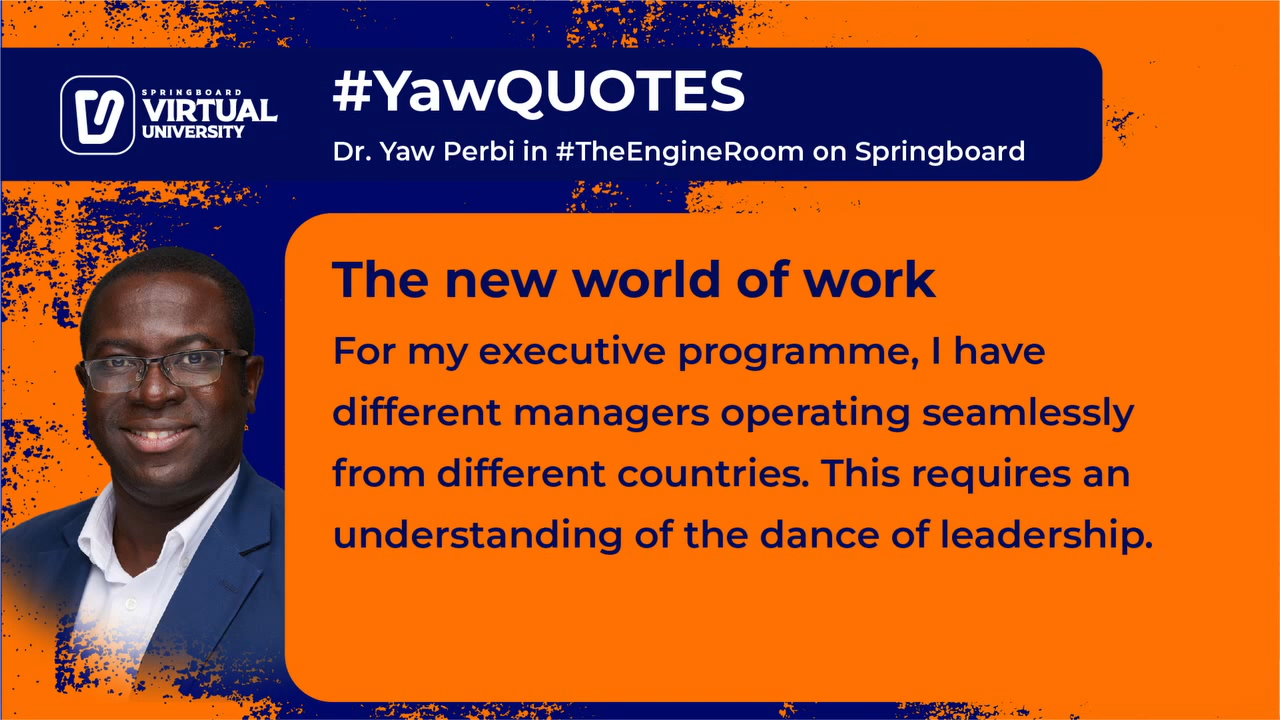 SPRINGBOARD
VIRTUAL
UNIVERSITY
#YawQUOTES
Dr. Yaw Perbi in #TheEngineRoom on Springboard
The new world of work
For my executive programme, I have
different managers operating seamlessly
from different countries. This requires an
understanding of the dance of leadership.